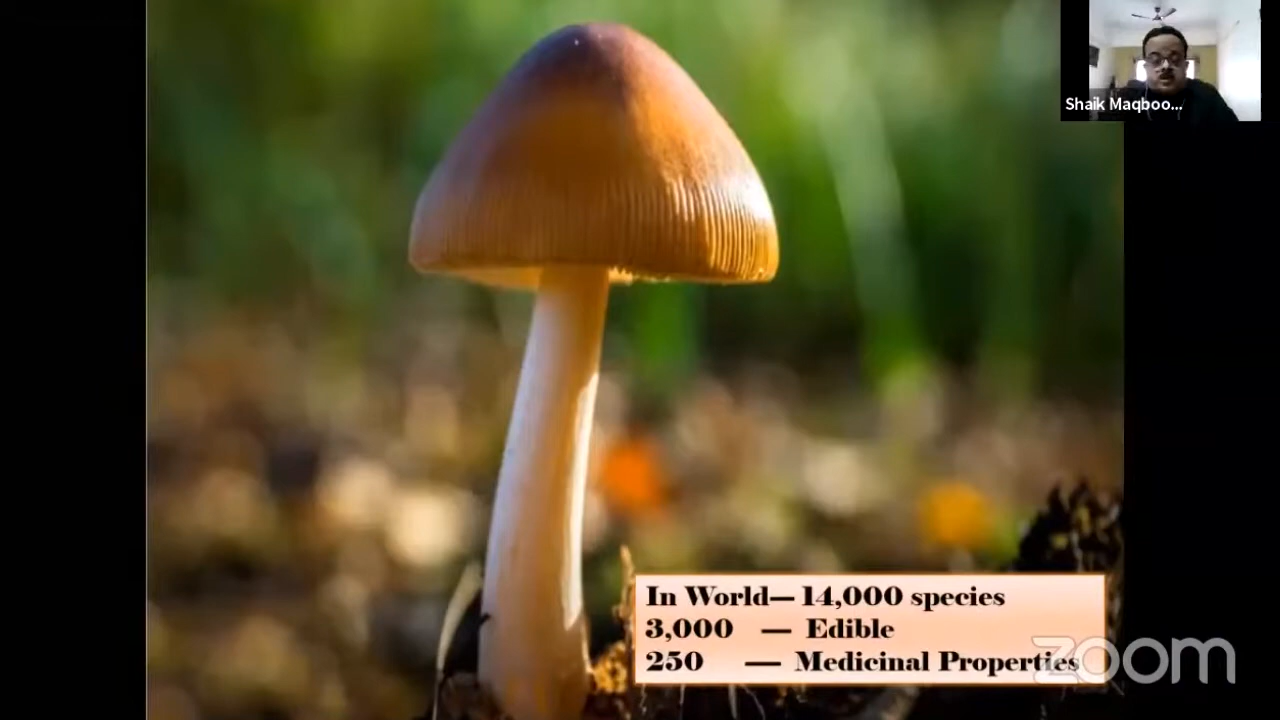 Shaik Maqboo...
In World— 14,000 species
3,000 — Edible
250 — Medicinal Properties
zoom